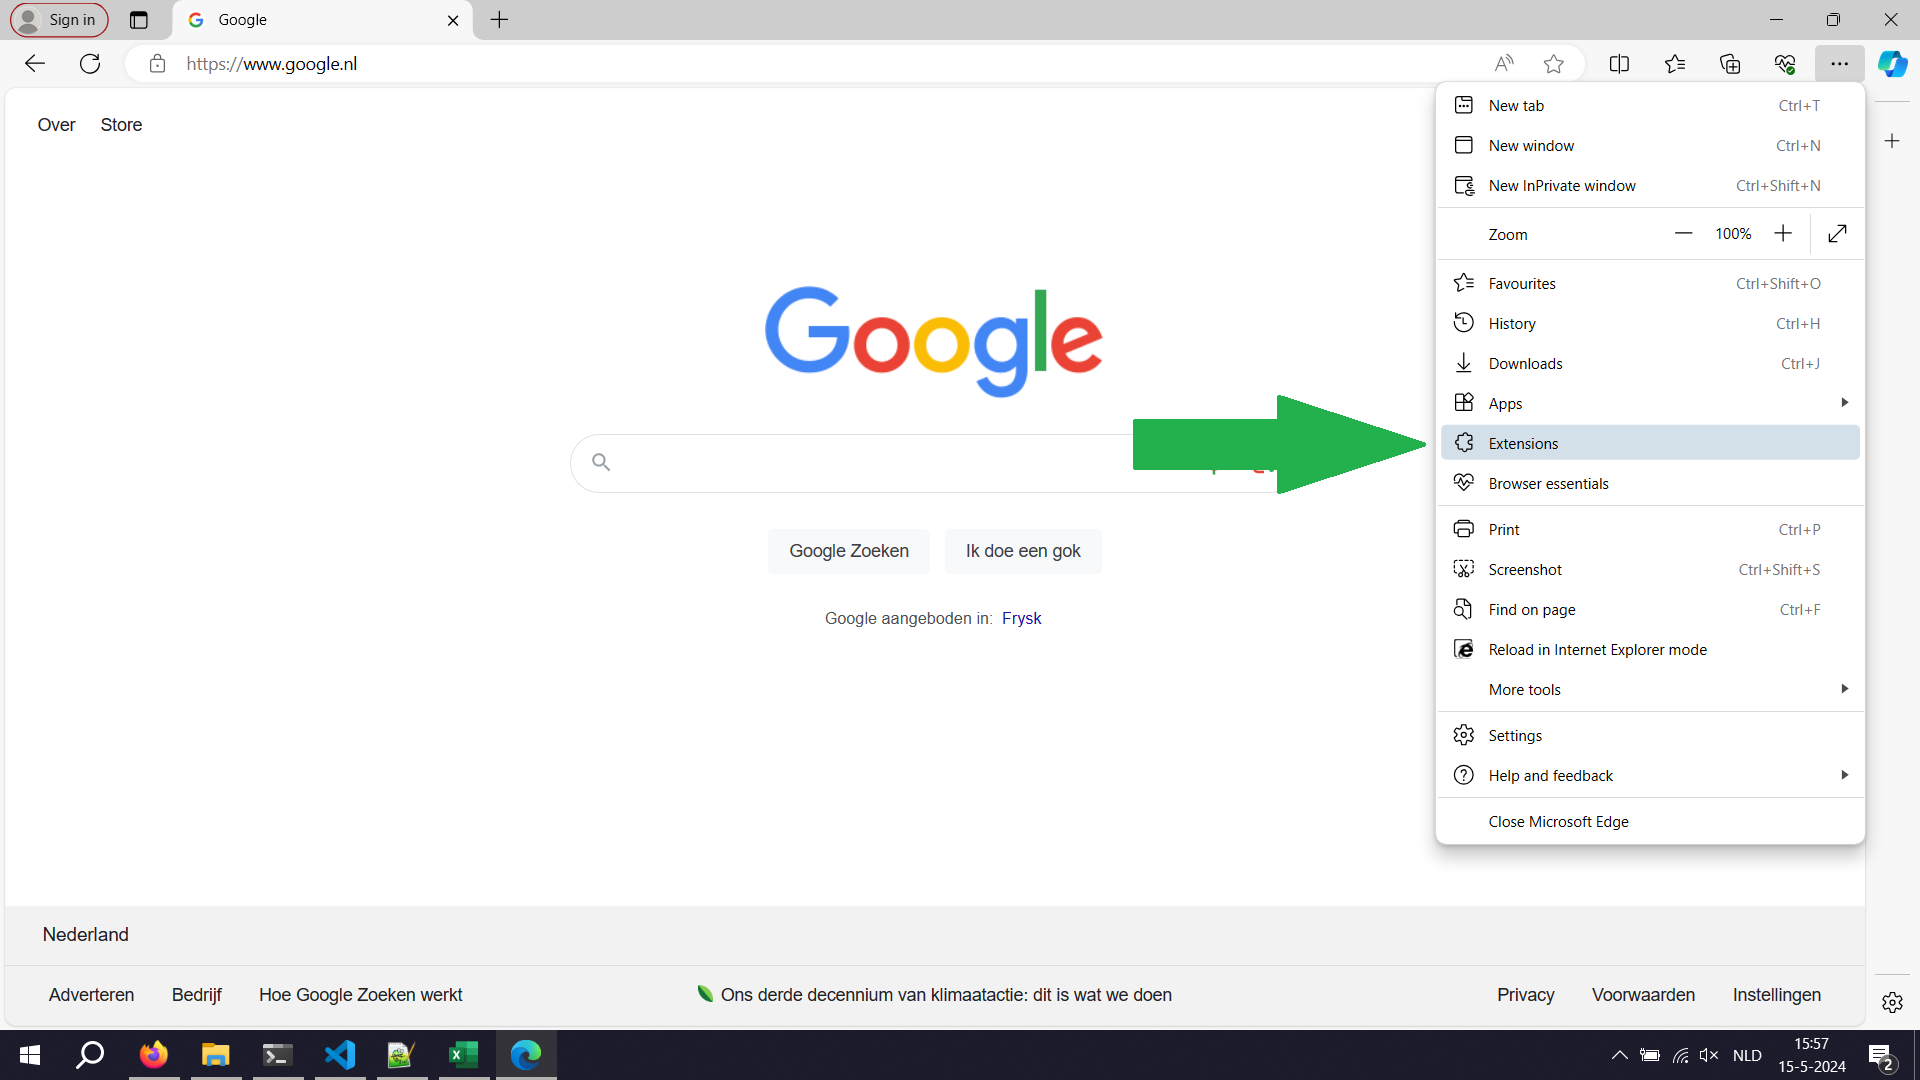 Sign in
Google
https://www.google.nl
Over Store
New tab Ctrl+T
New window Ctrl+N
New InPrivate window Ctrl+Shift+N
Zoom 100%
Favourites Ctrl+Shift+O
History Ctrl+H
Downloads Ctrl+J
Apps
Extensions
Browser essentials
Print Ctrl+P
Screenshot Ctrl+Shift+S
Find on page Ctrl+F
Reload in Internet Explorer mode
More tools
Settings
Help and feedback
Close Microsoft Edge
Google
Google Zoeken Ik doe een gok
Google aangeboden in: Frysk
Nederland
Adverteren Bedrijf Hoe Google Zoeken werkt Ons derde decennium van klimaatactie: dit is wat we doen Privacy Voorwaarden Instellingen
NLD
15:57
15-5-2024
2